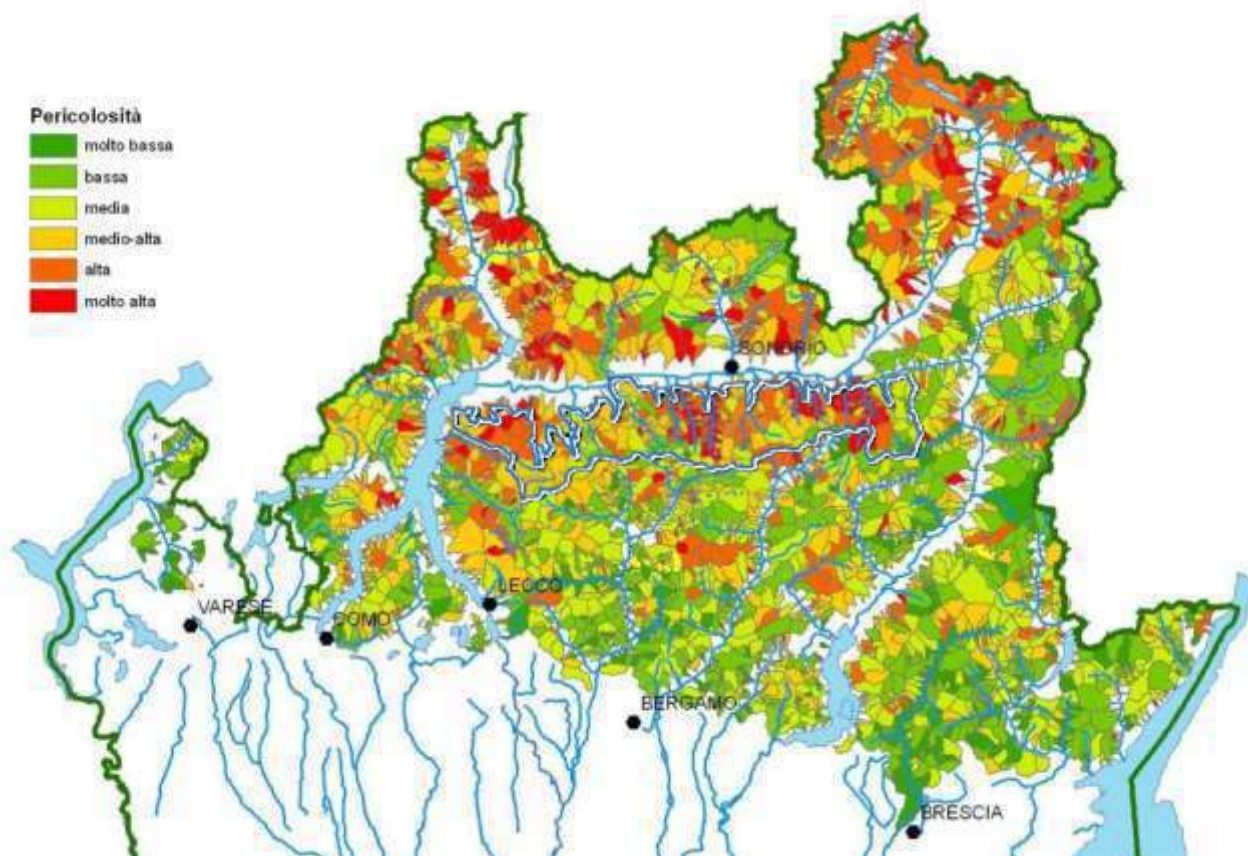 Pericolosità
molto bassa
bassa
media
medio-alta
alta
molto alta
SONDRIO
LECCO
VARESE
COMO
BERGAMO
BRESCIA